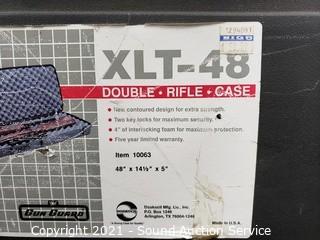 BIG 5
XLT-48
DOUBLE • RIFLE • CASE
• New contoured design for extra strength.
• Two key locks for maximum security.
• 4" of interlocking foam for maximum protection.
• Five year limited warranty.
Item 10063
48" x 14½" x 5"
Gun Guard
Doskocil Mfg. Co., Inc.
P.O. Box 1246
Arlington, TX 76004-1246
Made in U.S.A.
Copyright 2021 - Sound Auction Service